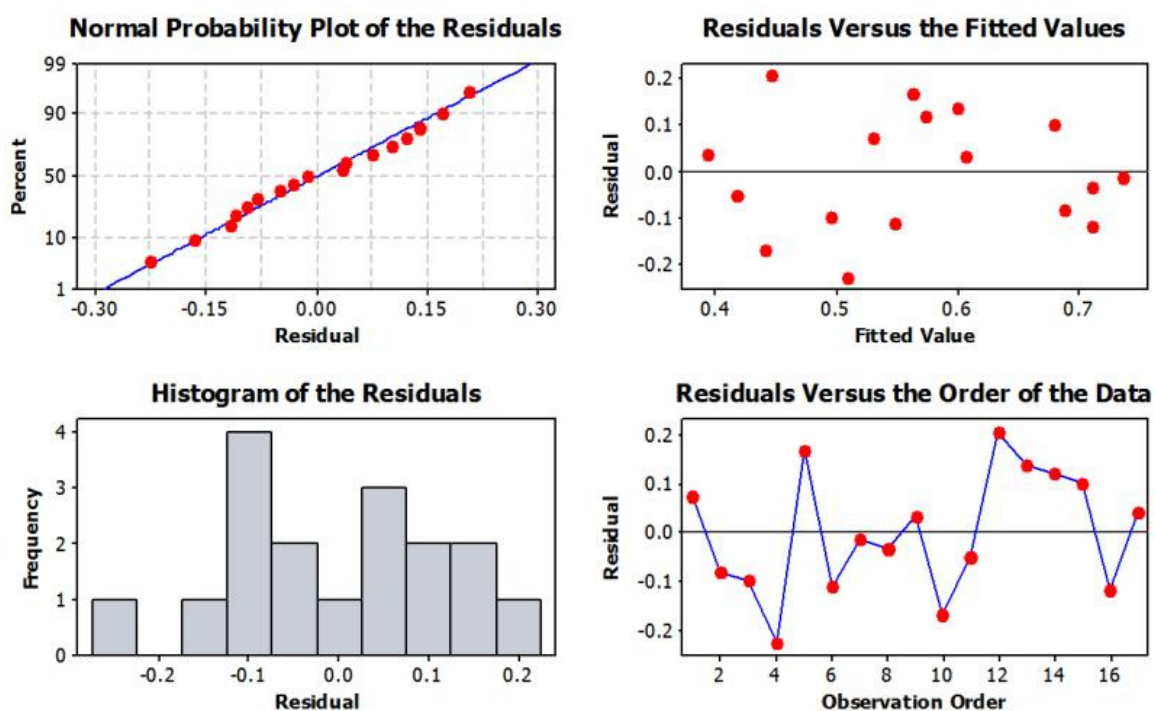 Normal Probability Plot of the Residuals
99
90
50
10
1
Percent
-0.30 -0.15 0.00 0.15 0.30
Residual
Residuals Versus the Fitted Values
0.2
0.1
0.0
-0.1
-0.2
Residual
0.4 0.5 0.6 0.7
Fitted Value
Histogram of the Residuals
4
3
2
1
0
Frequency
-0.2 -0.1 0.0 0.1 0.2
Residual
Residuals Versus the Order of the Data
0.2
0.1
0.0
-0.1
-0.2
Residual
2 4 6 8 10 12 14 16
Observation Order